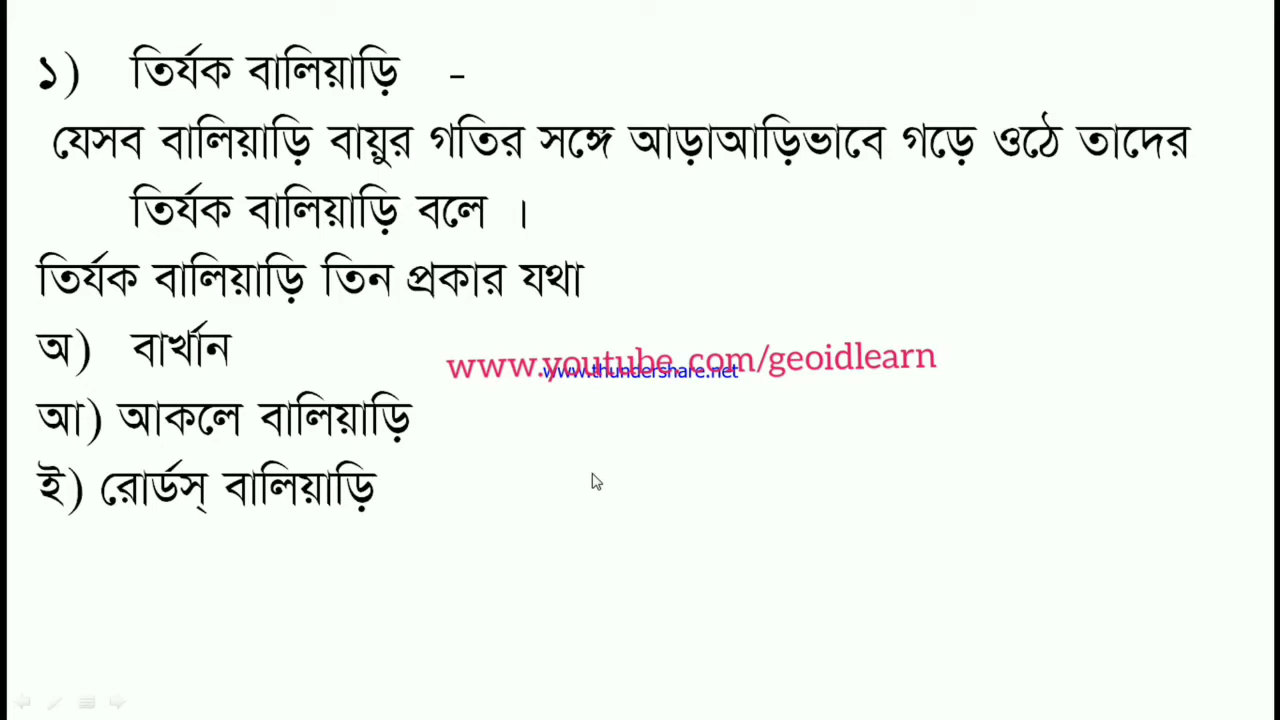 ১) তির্যক বালিয়াড়ি -
যেসব বালিয়াড়ি বায়ুর গতির সঙ্গে আড়াআড়িভাবে গড়ে ওঠে তাদের
তির্যক বালিয়াড়ি বলে ।
তির্যক বালিয়াড়ি তিন প্রকার যথা
অ) বার্খান
www.youtube.com/geoidlearn
www.thundershare.net
আ) আকলে বালিয়াড়ি
ই) রোর্ডস্ বালিয়াড়ি